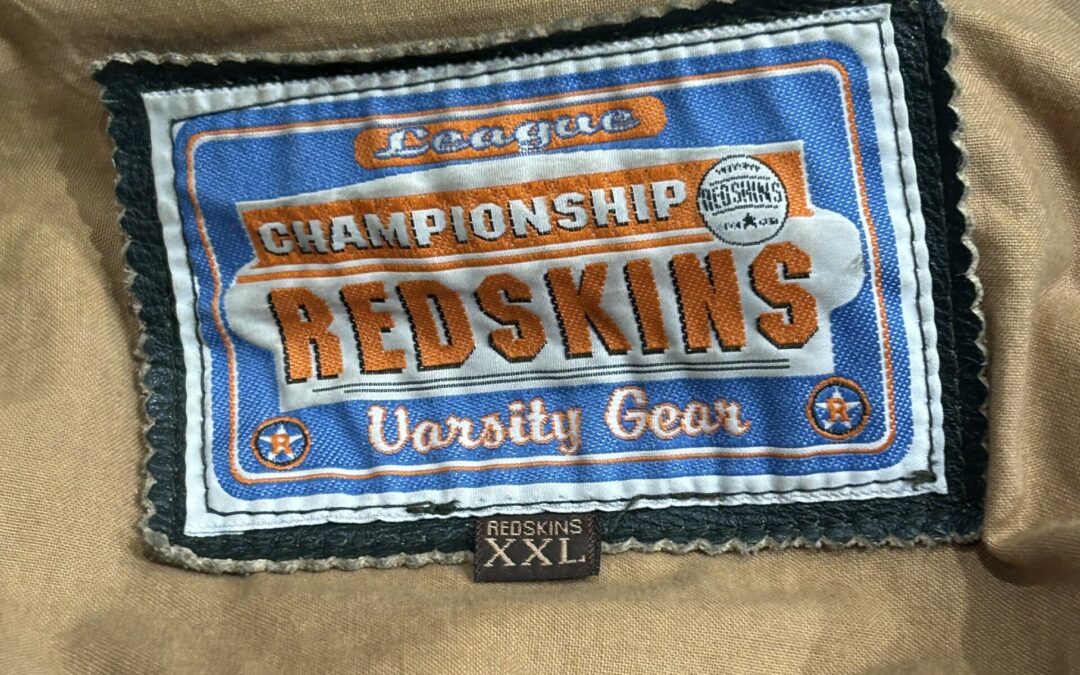 League
CHAMPIONSHIP
REDSKINS
REDSKINS
Varsity Gear
R
R
REDSKINS
XXL